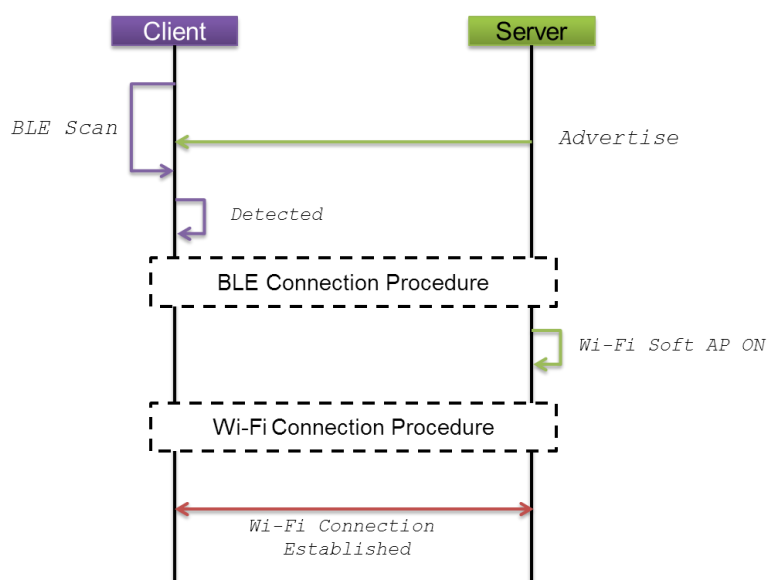 Client
Server
BLE Scan
Advertise
Detected
BLE Connection Procedure
Wi-Fi Soft AP ON
Wi-Fi Connection Procedure
Wi-Fi Connection
Established